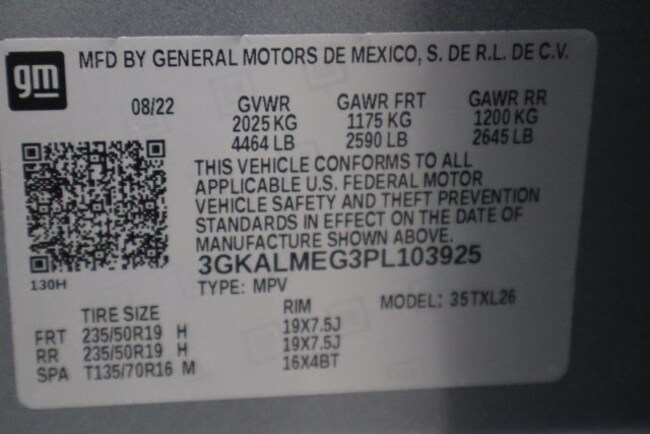 gm
MFD BY GENERAL MOTORS DE MEXICO, S. DE R.L. DE C.V.
08/22 GVWR GAWR FRT GAWR RR
2025 KG 1175 KG 1200 KG
4464 LB 2590 LB 2645 LB
THIS VEHICLE CONFORMS TO ALL
APPLICABLE U.S. FEDERAL MOTOR
VEHICLE SAFETY AND THEFT PREVENTION
STANDARDS IN EFFECT ON THE DATE OF
MANUFACTURE SHOWN ABOVE.
130H
3GKALMEG3PL103925
TYPE: MPV MODEL: 35TXL26
TIRE SIZE RIM
FRT 235/50R19 H 19X7.5J
RR 235/50R19 H 19X7.5J
SPA T135/70R16 M 16X4BT